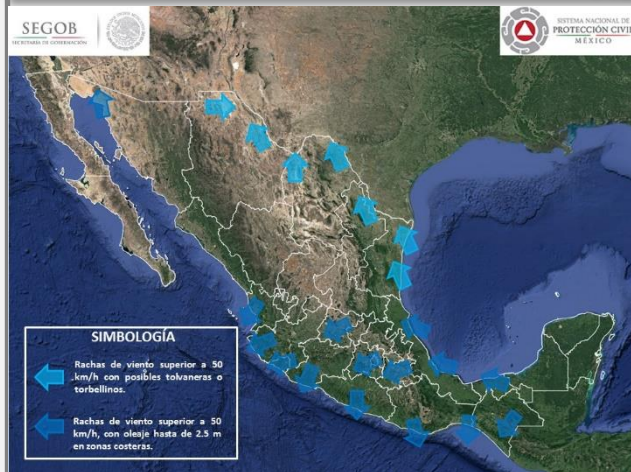 SEGOB
SECRETARÍA DE GOBERNACIÓN
SISTEMA NACIONAL DE
PROTECCIÓN CIVIL
MÉXICO
SIMBOLOGÍA
Rachas de viento superior a 50
km/h con posibles tolvaneras o
torbellinos.
Rachas de viento superior a 50
km/h, con oleaje hasta de 2.5 m
en zonas costeras.